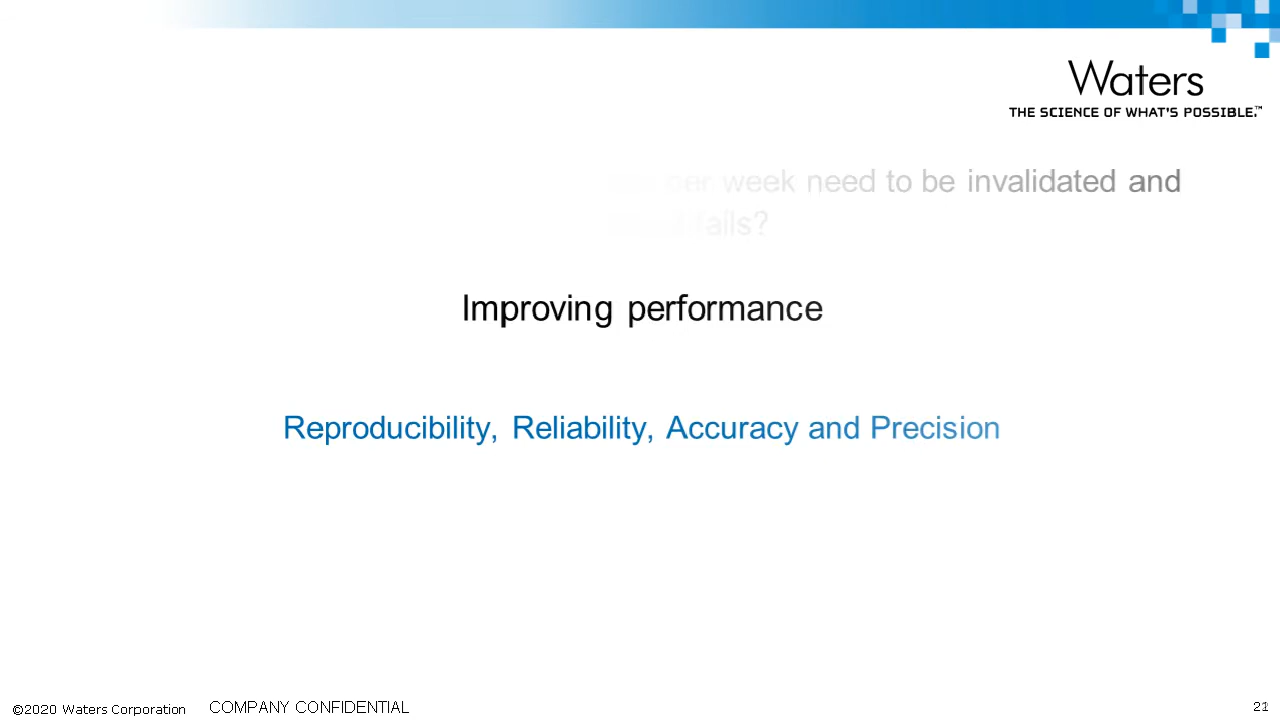 Waters
THE SCIENCE OF WHAT'S POSSIBLE.™
per week need to be invalidated and
fails?
Improving performance
Reproducibility, Reliability, Accuracy and Precision
©2020 Waters Corporation COMPANY CONFIDENTIAL 21